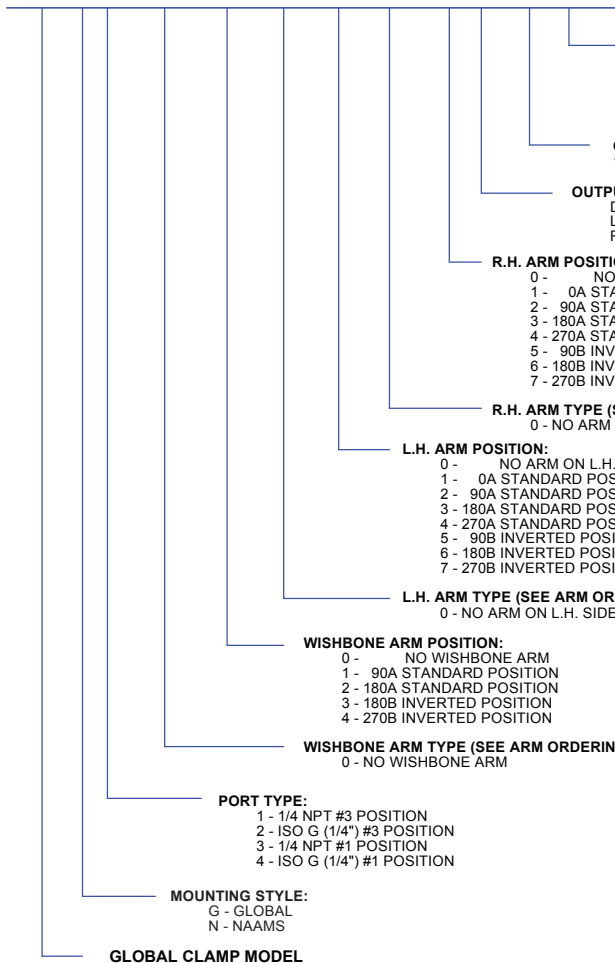 OUTPU
R.H. ARM POSITI
0 - NO
1 - 0A STA
2 - 90A STA
3 - 180A STA
4 - 270A STA
5 - 90B INV
6 - 180B INV
7 - 270B INV
R.H. ARM TYPE (S
0 - NO ARM
L.H. ARM POSITION:
0 - NO ARM ON L.H.
1 - 0A STANDARD POS
2 - 90A STANDARD POS
3 - 180A STANDARD POS
4 - 270A STANDARD POS
5 - 90B INVERTED POSI
6 - 180B INVERTED POSI
7 - 270B INVERTED POSI
L.H. ARM TYPE (SEE ARM OR
0 - NO ARM ON L.H. SIDE
WISHBONE ARM POSITION:
0 - NO WISHBONE ARM
1 - 90A STANDARD POSITION
2 - 180A STANDARD POSITION
3 - 180B INVERTED POSITION
4 - 270B INVERTED POSITION
WISHBONE ARM TYPE (SEE ARM ORDERIN
0 - NO WISHBONE ARM
PORT TYPE:
1 - 1/4 NPT #3 POSITION
2 - ISO G (1/4") #3 POSITION
3 - 1/4 NPT #1 POSITION
4 - ISO G (1/4") #1 POSITION
MOUNTING STYLE:
G - GLOBAL
N - NAAMS
GLOBAL CLAMP MODEL